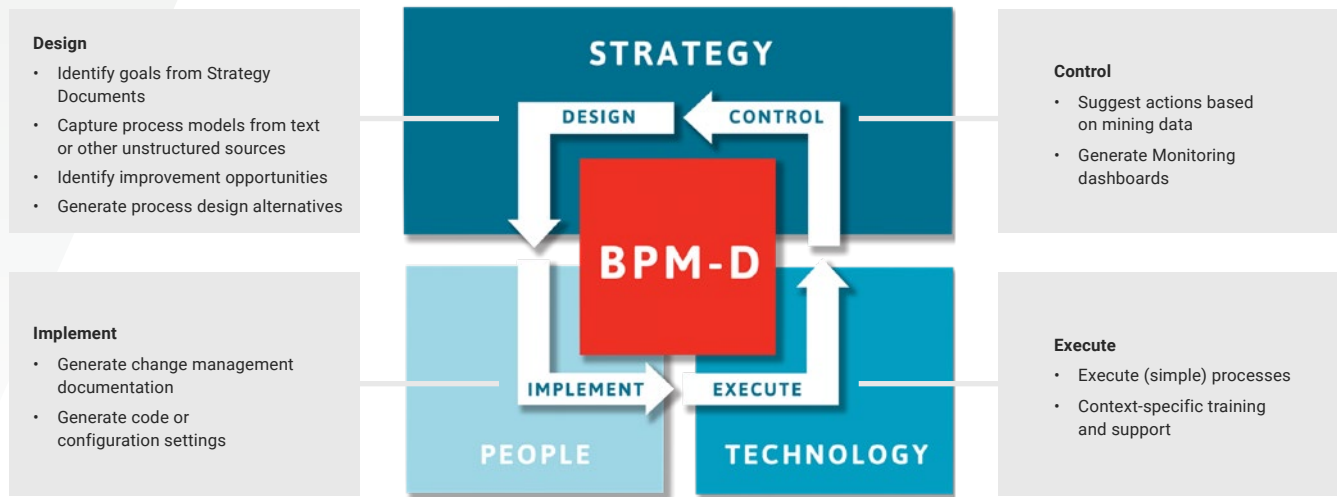 Design
• Identify goals from Strategy
Documents
• Capture process models from text
or other unstructured sources
• Identify improvement opportunities
• Generate process design alternatives
Implement
• Generate change management
documentation
• Generate code or
configuration settings
STRATEGY
DESIGN
CONTROL
BPM-D
IMPLEMENT
EXECUTE
PEOPLE
TECHNOLOGY
Control
• Suggest actions based
on mining data
• Generate Monitoring
dashboards
Execute
• Execute (simple) processes
• Context-specific training
and support